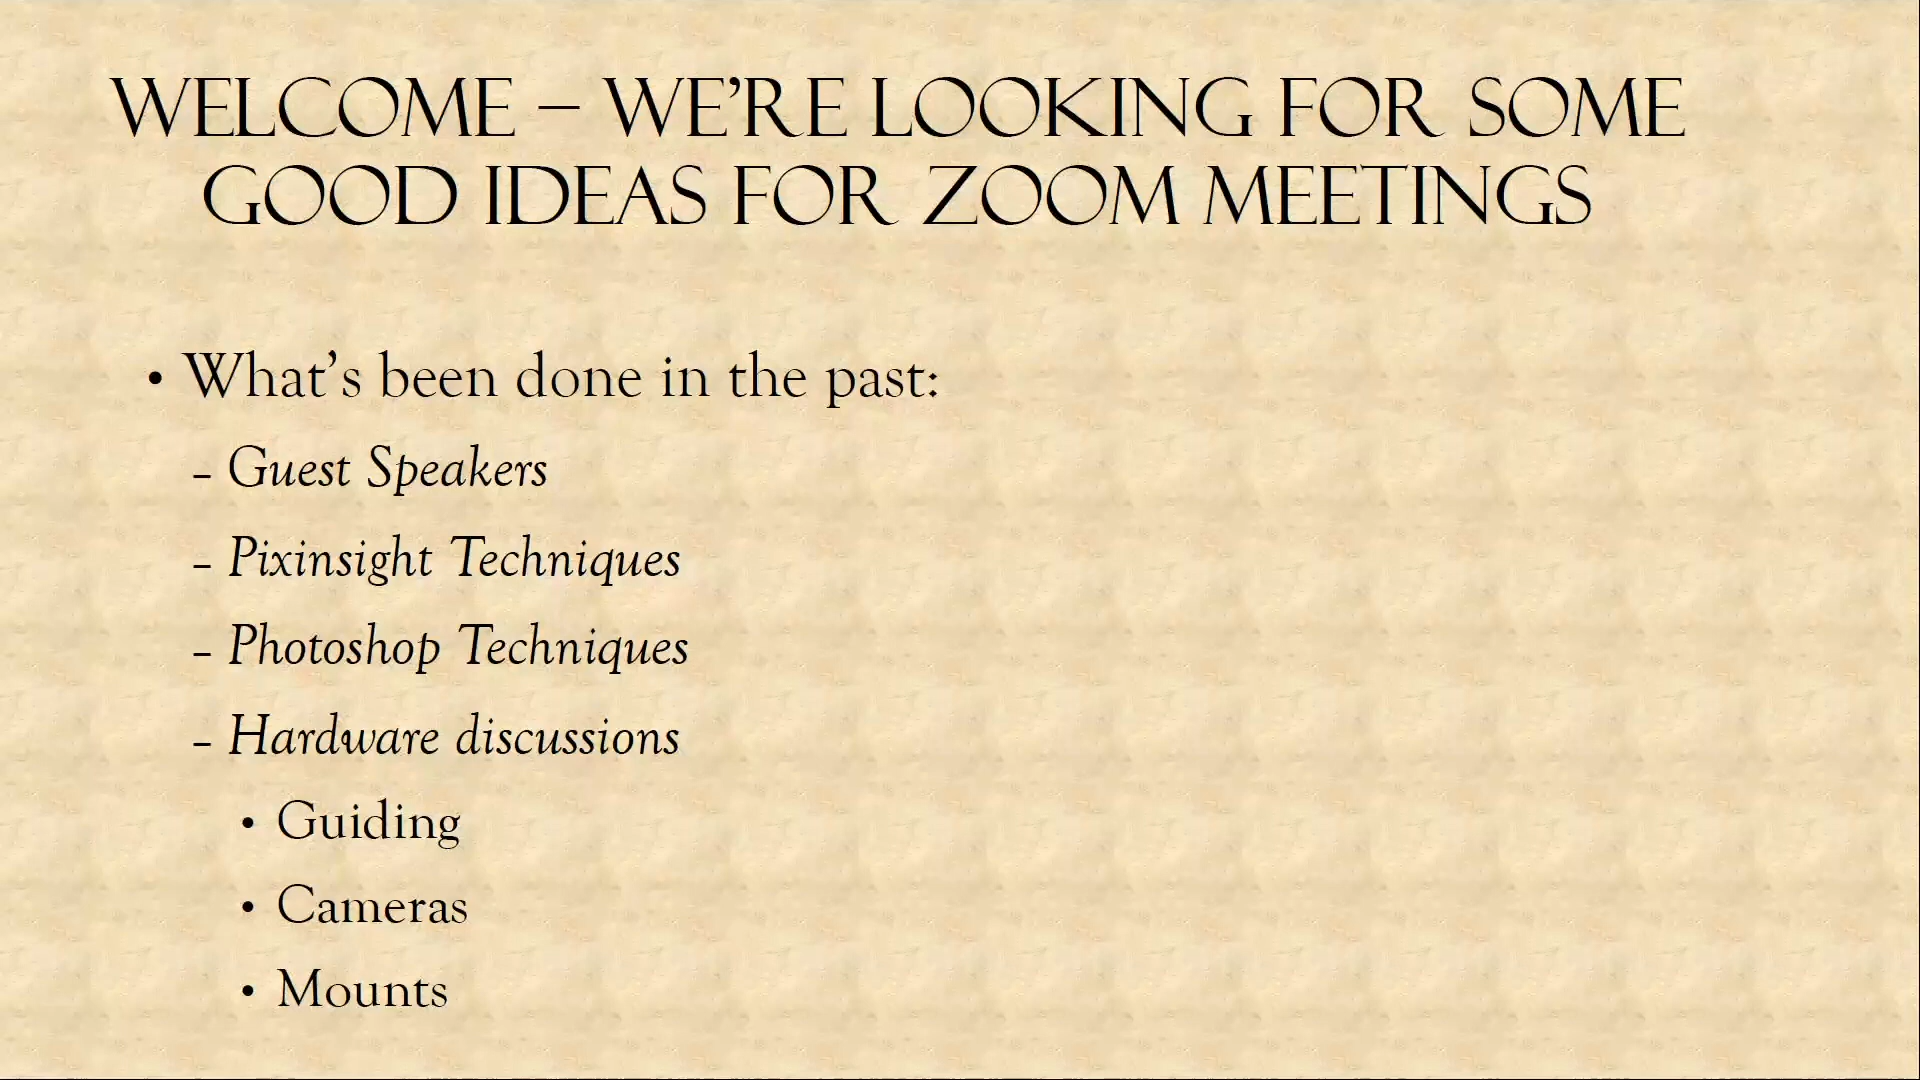 WELCOME – WE’RE LOOKING FOR SOME
GOOD IDEAS FOR ZOOM MEETINGS
• What’s been done in the past:
– Guest Speakers
– Pixinsight Techniques
– Photoshop Techniques
– Hardware discussions
• Guiding
• Cameras
• Mounts